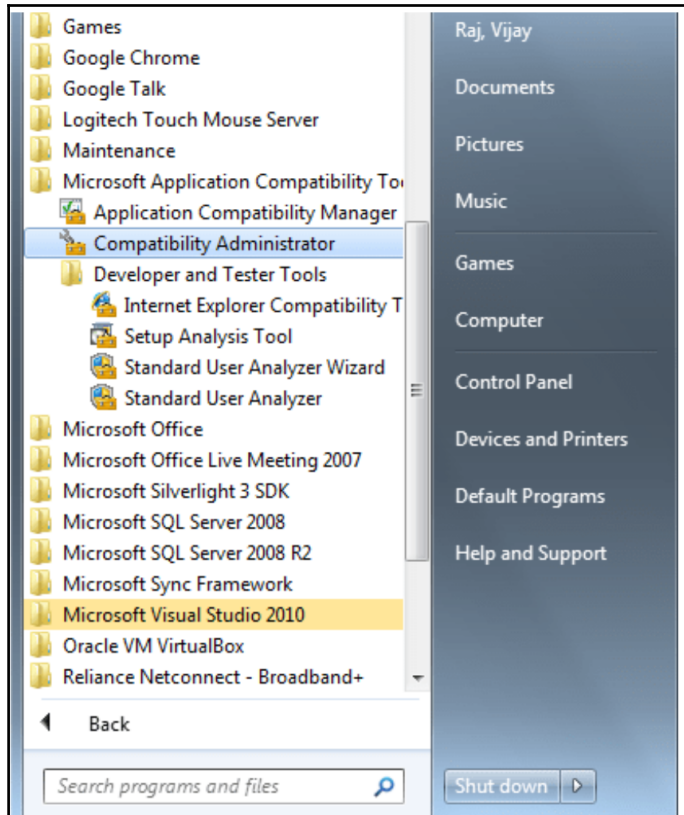 Games
Google Chrome
Google Talk
Logitech Touch Mouse Server
Maintenance
Microsoft Application Compatibility
Application Compatibility Manager
Compatibility Administrator
Developer and Tester Tools
Internet Explorer Compatibility T
Setup Analysis Tool
Standard User Analyzer Wizard
Standard User Analyzer
Microsoft Office
Microsoft Office Live Meeting 2007
Microsoft Silverlight 3 SDK
Microsoft SQL Server 2008
Microsoft SQL Server 2008 R2
Microsoft Sync Framework
Microsoft Visual Studio 2010
Oracle VM VirtualBox
Reliance Netconnect - Broadband+
Back
Search programs and files
Raj, Vijay
Documents
Pictures
Music
Games
Computer
Control Panel
Devices and Printers
Default Programs
Help and Support
Shut down